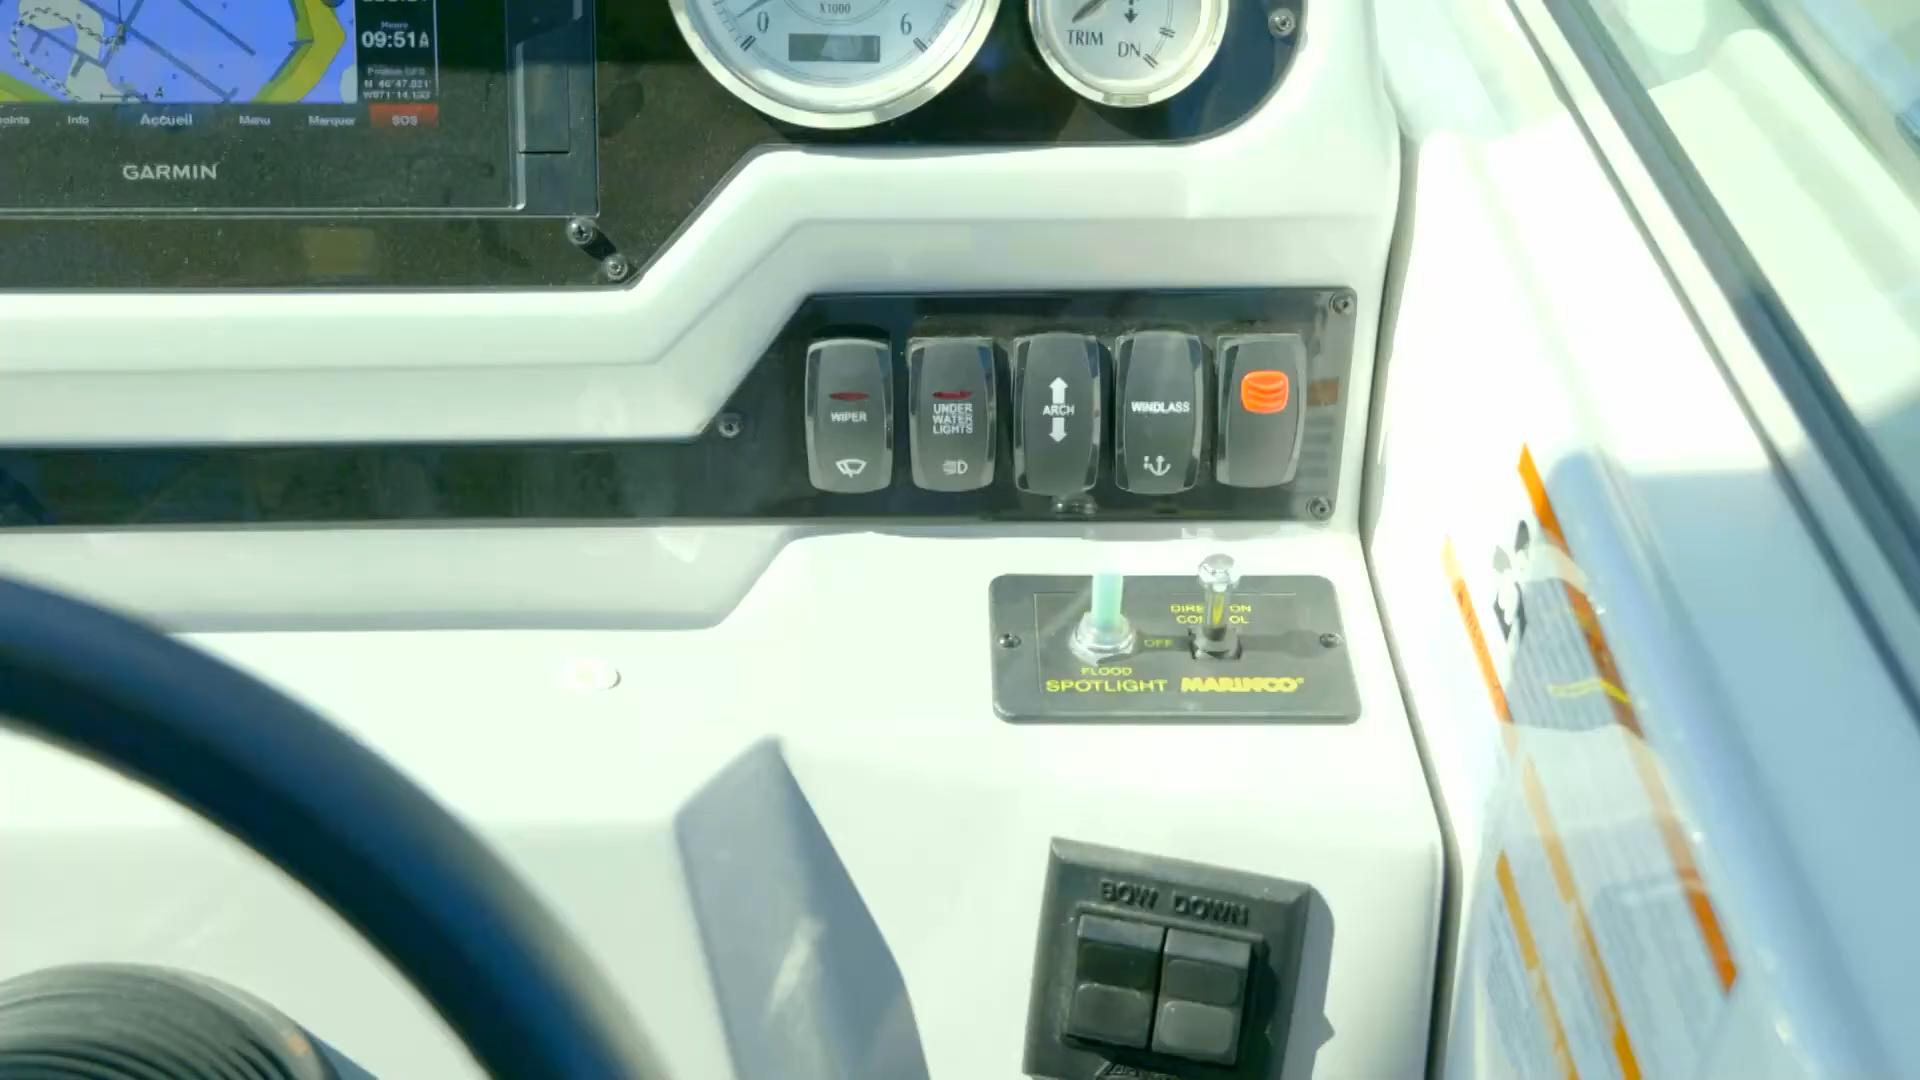 X1000
0
6
TRIM
DN
09:51
Info
Accueil
Menu
Marquer
SOS
GARMIN
WIPER
UNDER
WATER
LIGHTS
ARCH
WINDLASS
OFF
FLOOD
SPOTLIGHT
MARINCO®
BOW DOWN